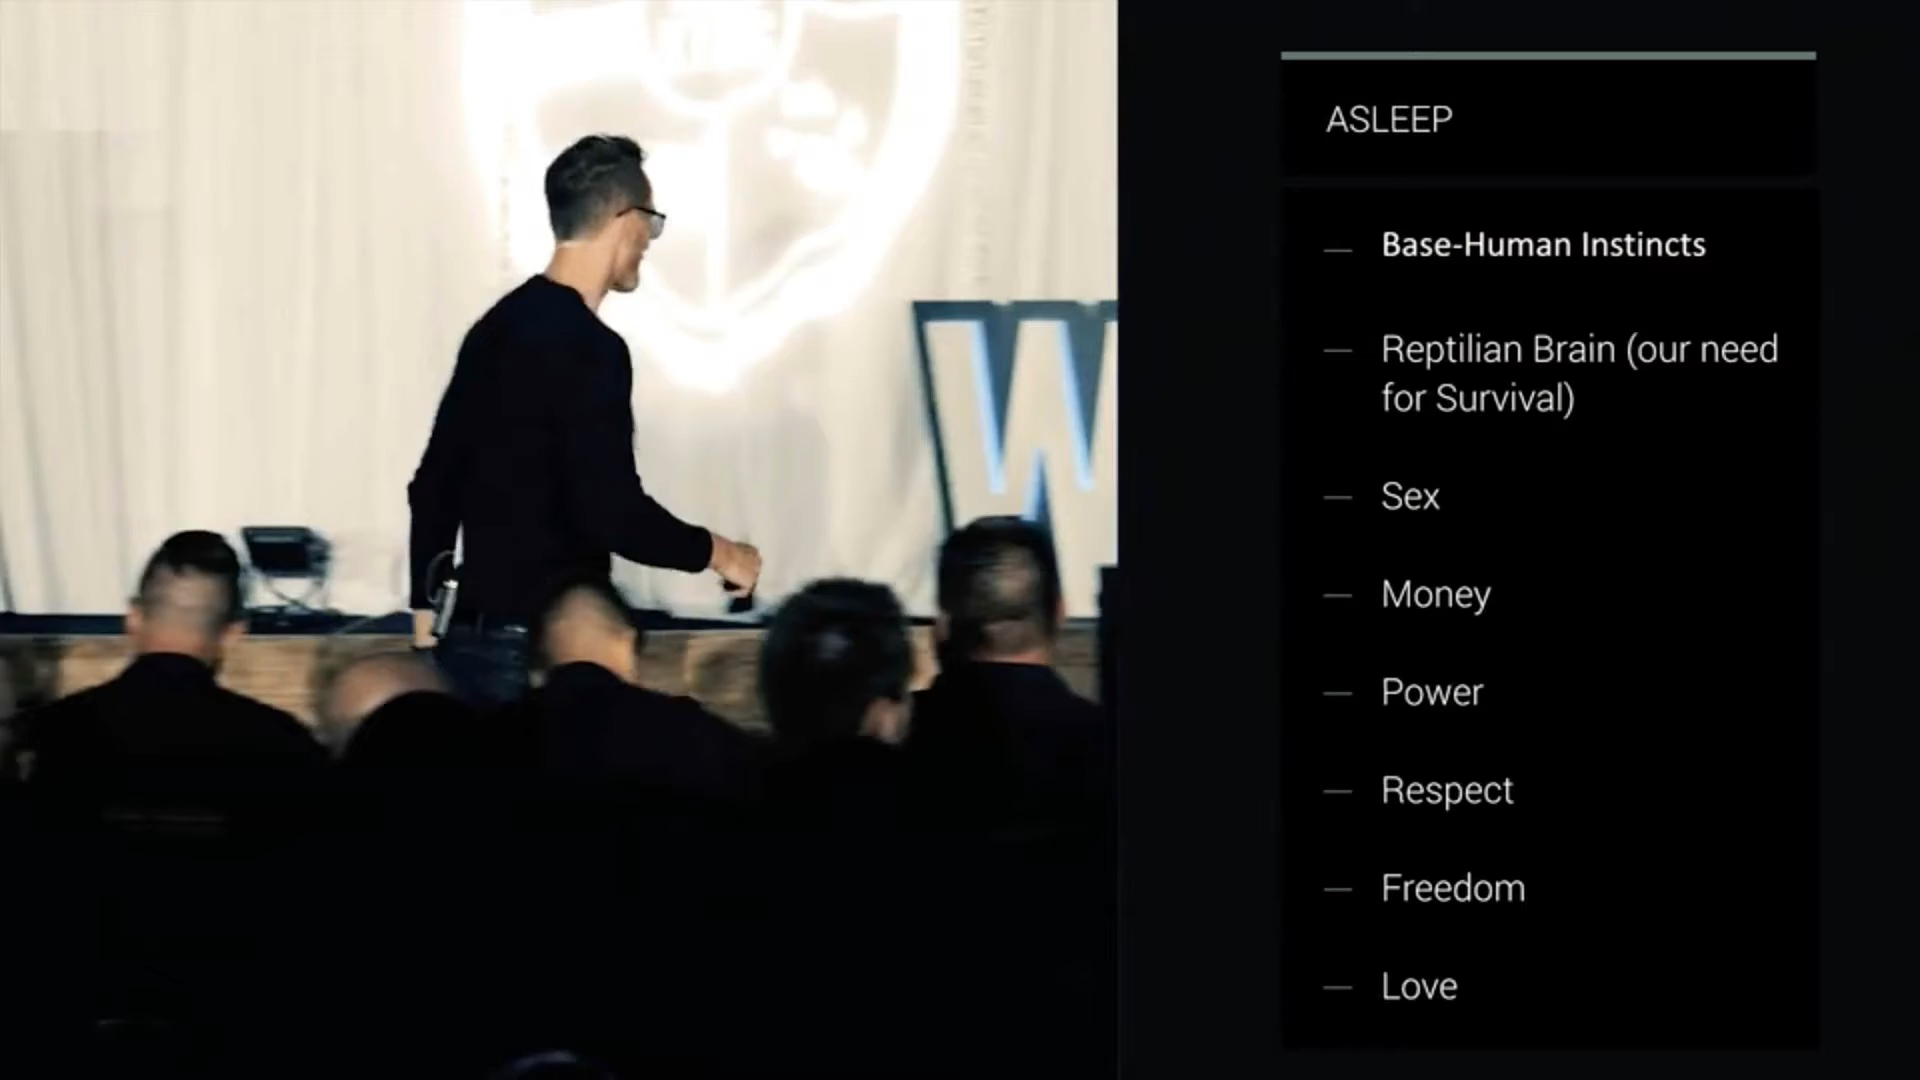 W
ASLEEP
— Base-Human Instincts
— Reptilian Brain (our need
for Survival)
— Sex
— Money
— Power
— Respect
— Freedom
— Love